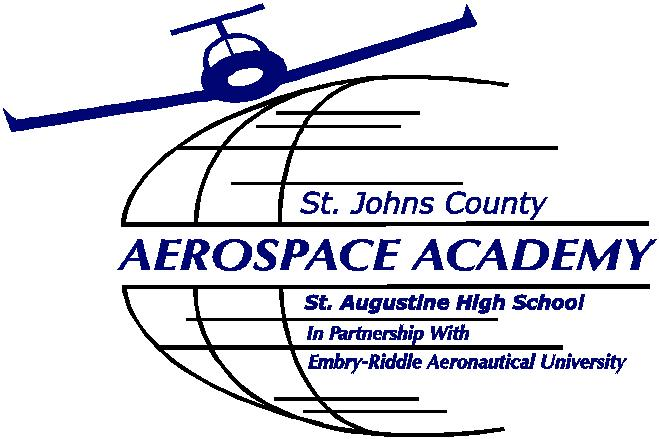 St. Johns County
AEROSPACE ACADEMY
St. Augustine High School
In Partnership With
Embry-Riddle Aeronautical University